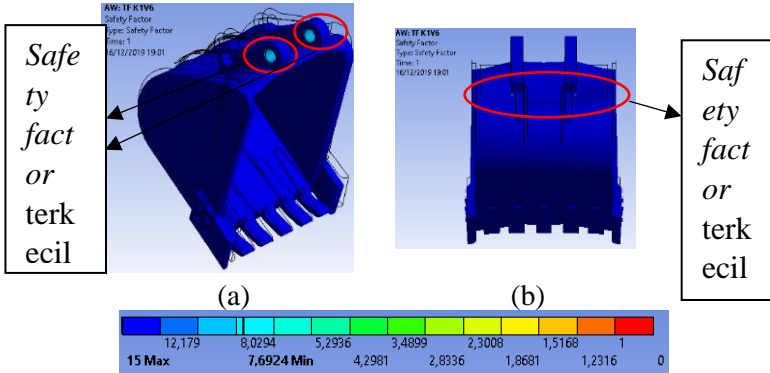 AW: TF K1V6
Safety Factor
Type: Safety Factor
Time: 1
16/12/2019 19:01
Safe
ty
fact
or
terk
ecil
AW: TF K1V6
Safety Factor
Type: Safety Factor
Time: 1
16/12/2019 19:01
Saf
ety
fact
or
terk
ecil
(a)
(b)
12,179 8,0294 5,2936 3,4899 2,3008 1,5168 1
15 Max 7,6924 Min 4,2981 2,8336 1,8681 1,2316 0